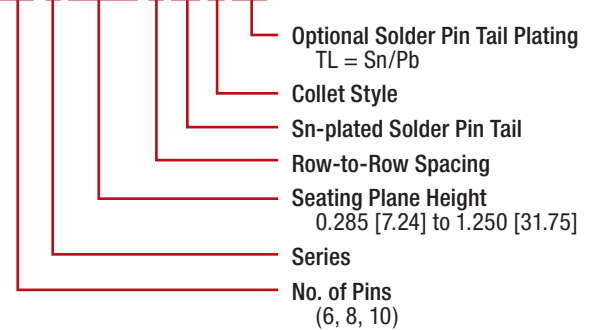 Optional Solder Pin Tail Plating
TL = Sn/Pb
Collet Style
Sn-plated Solder Pin Tail
Row-to-Row Spacing
Seating Plane Height
0.285 [7.24] to 1.250 [31.75]
Series
No. of Pins
(6, 8, 10)